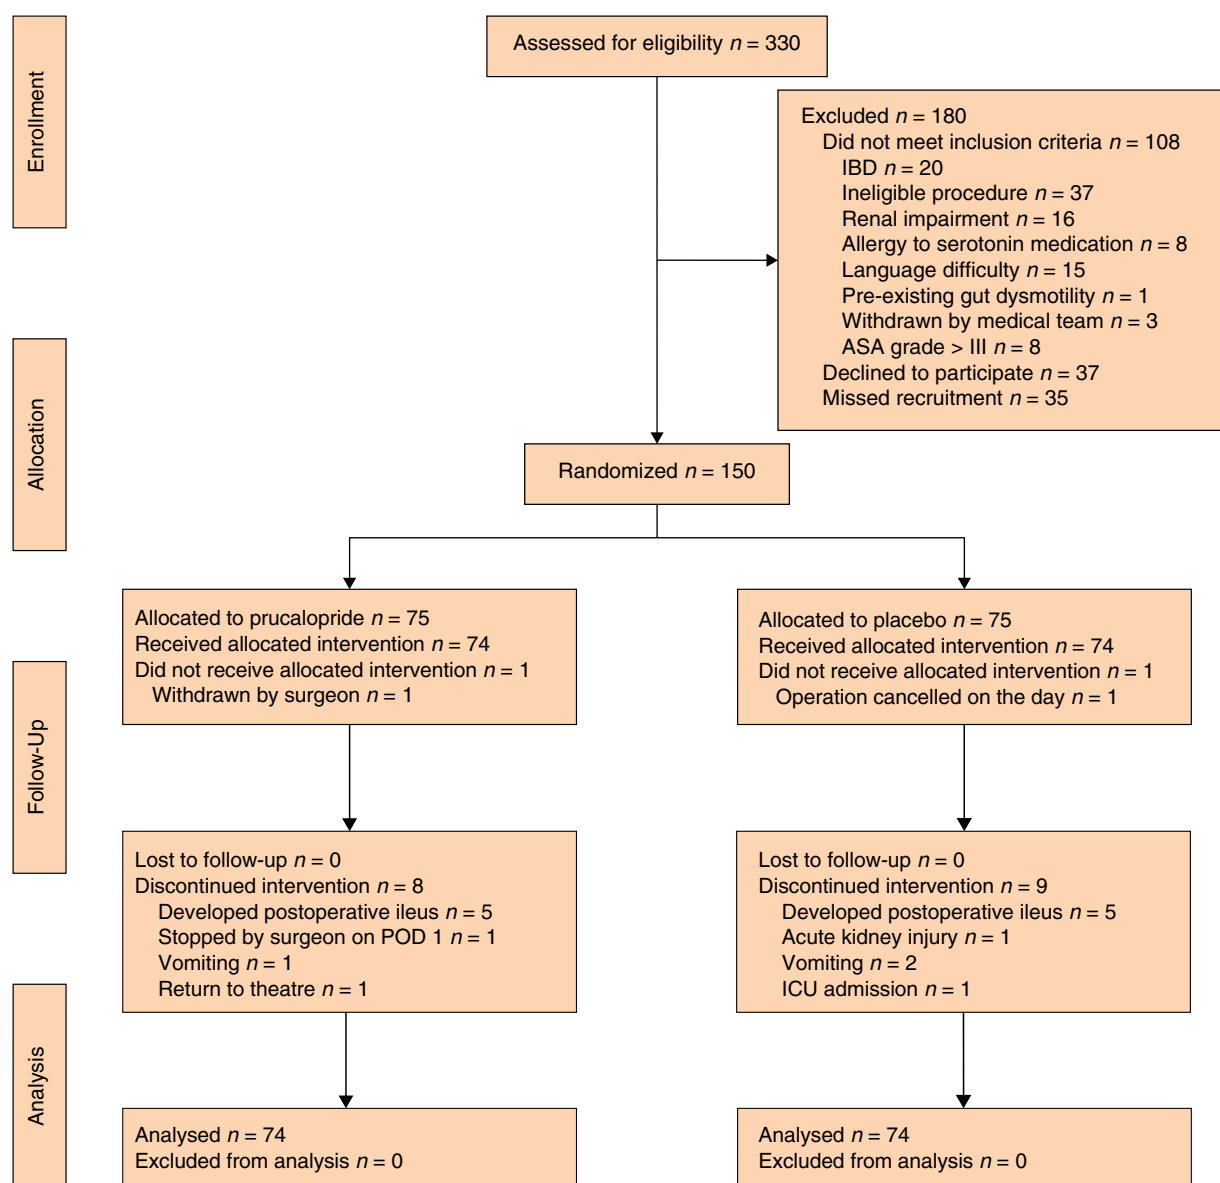 Enrollment
Assessed for eligibility n = 330
Excluded n = 180
Did not meet inclusion criteria n = 108
IBD n = 20
Ineligible procedure n = 37
Renal impairment n = 16
Allergy to serotonin medication n = 8
Language difficulty n = 15
Pre-existing gut dysmotility n = 1
Withdrawn by medical team n = 3
ASA grade > III n = 8
Declined to participate n = 37
Missed recruitment n = 35
Allocation
Randomized n = 150
Allocated to prucalopride n = 75
Received allocated intervention n = 74
Did not receive allocated intervention n = 1
Withdrawn by surgeon n = 1
Allocated to placebo n = 75
Received allocated intervention n = 74
Did not receive allocated intervention n = 1
Operation cancelled on the day n = 1
Follow-Up
Lost to follow-up n = 0
Discontinued intervention n = 8
Developed postoperative ileus n = 5
Stopped by surgeon on POD 1 n = 1
Vomiting n = 1
Return to theatre n = 1
Lost to follow-up n = 0
Discontinued intervention n = 9
Developed postoperative ileus n = 5
Acute kidney injury n = 1
Vomiting n = 2
ICU admission n = 1
Analysis
Analysed n = 74
Excluded from analysis n = 0
Analysed n = 74
Excluded from analysis n = 0